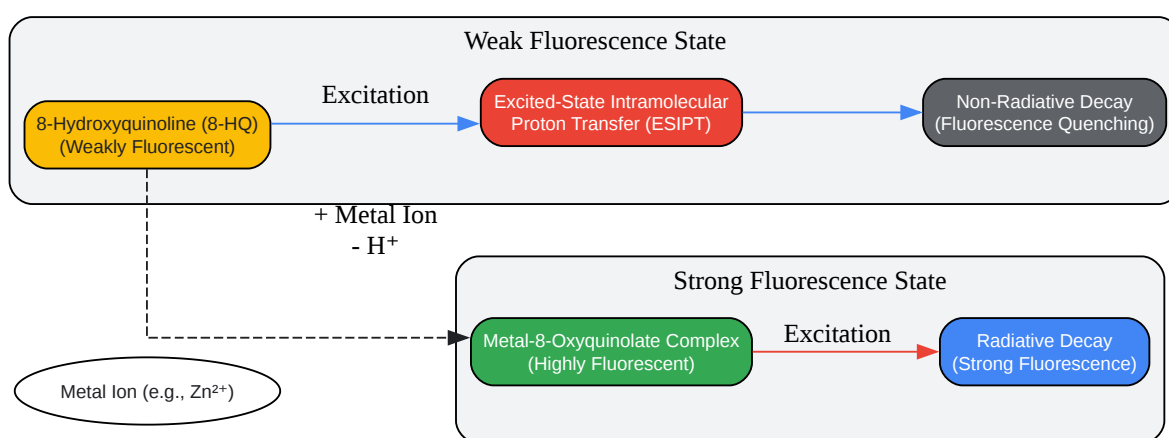 Weak Fluorescence State
8-Hydroxyquinoline (8-HQ)
(Weakly Fluorescent)
Excitation
Excited-State Intramolecular
Proton Transfer (ESIPT)
Non-Radiative Decay
(Fluorescence Quenching)
+ Metal Ion
- H⁺
Strong Fluorescence State
Metal-8-Oxyquinolate Complex
(Highly Fluorescent)
Excitation
Radiative Decay
(Strong Fluorescence)
Metal Ion (e.g., Zn²⁺)